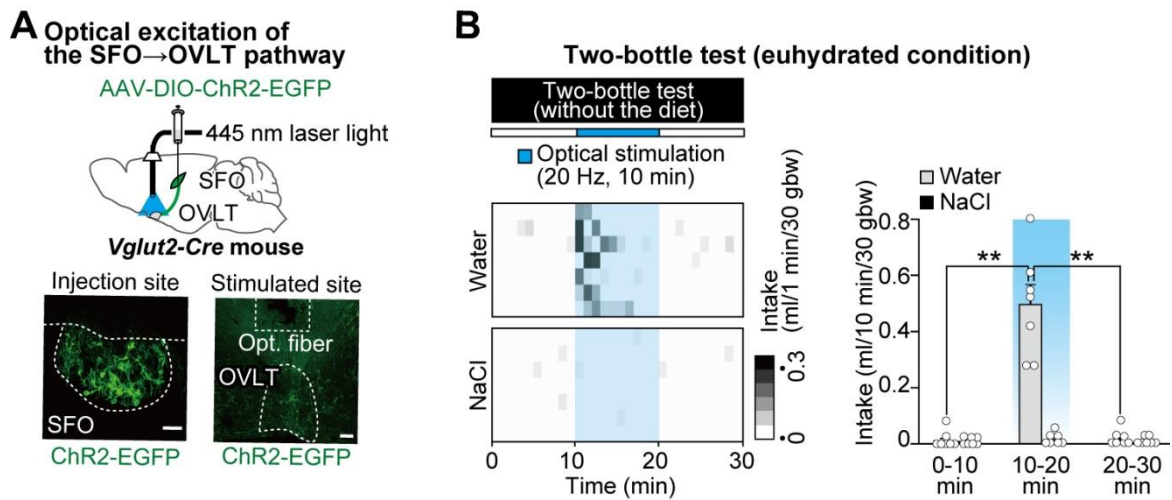 A Optical excitation of
the SFO→OVLT pathway
AAV-DIO-ChR2-EGFP
445 nm laser light
SFO
OVLT
Vglut2-Cre mouse
Injection site
Stimulated site
Opt. fiber
OVLT
SFO
ChR2-EGFP
ChR2-EGFP
B
Two-bottle test (euhydrated condition)
Two-bottle test
(without the diet)
Optical stimulation
(20 Hz, 10 min)
Water
NaCl
0 10 20 30
Time (min)
Intake
(ml/1 min/30 gbw)
0.3
0
Water
NaCl
Intake (ml/10 min/30 gbw)
0.8
0.6
0.4
0.2
0
** **
0-10
min
10-20
min
20-30
min